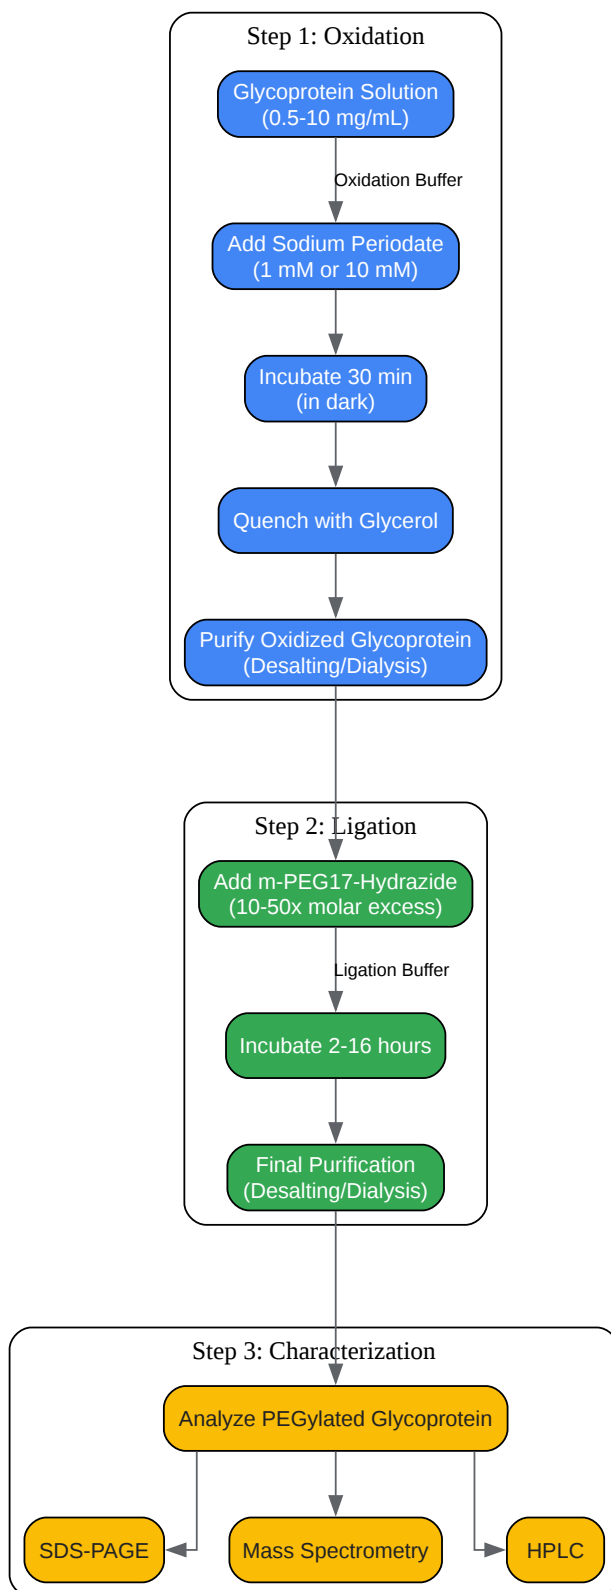 Step 1: Oxidation
Glycoprotein Solution
(0.5-10 mg/mL)
Oxidation Buffer
Add Sodium Periodate
(1 mM or 10 mM)
Incubate 30 min
(in dark)
Quench with Glycerol
Purify Oxidized Glycoprotein
(Desalting/Dialysis)
Step 2: Ligation
Add m-PEG17-Hydrazide
(10-50x molar excess)
Ligation Buffer
Incubate 2-16 hours
Final Purification
(Desalting/Dialysis)
Step 3: Characterization
Analyze PEGylated Glycoprotein
SDS-PAGE
Mass Spectrometry
HPLC